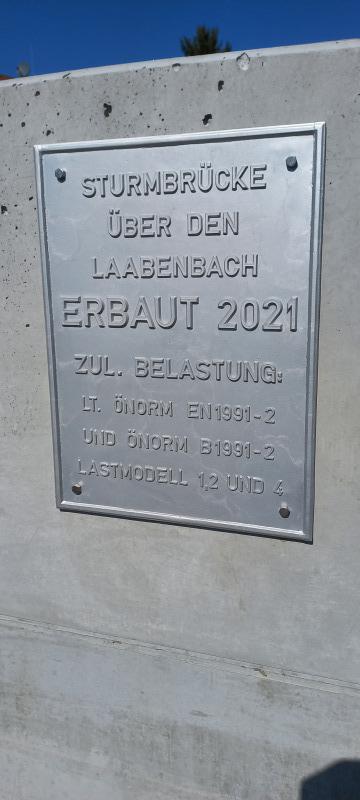 STURMBRÜCKE
ÜBER DEN
LAABENBACH
ERBAUT 2021
ZUL. BELASTUNG:
LT. ÖNORM EN1991-2
UND ÖNORM B1991-2
LASTMODELL 1,2 UND 4